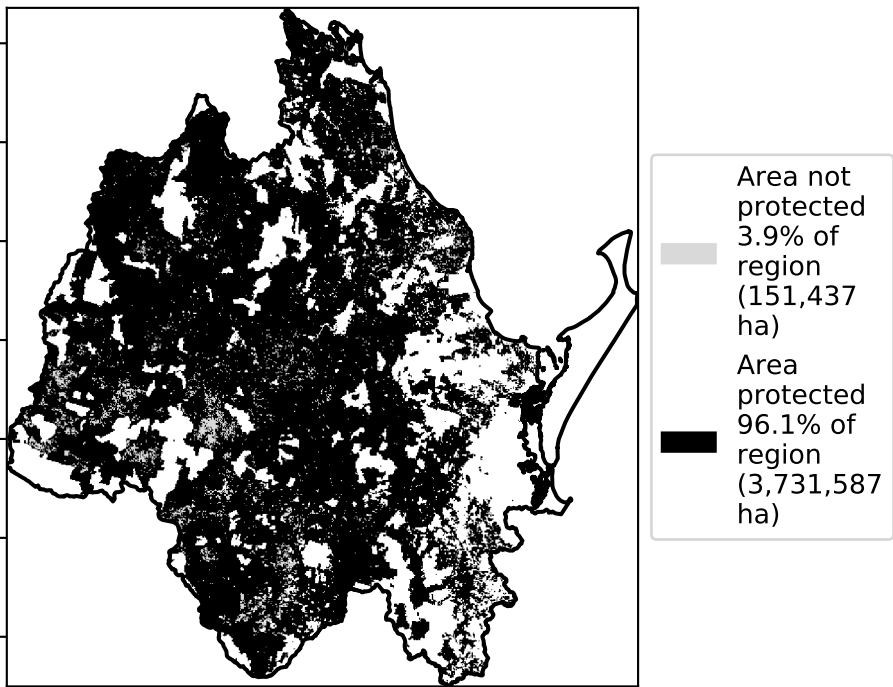 Area not
protected
3.9% of
region
(151,437
ha)
Area
protected
96.1% of
region
(3,731,587
ha)